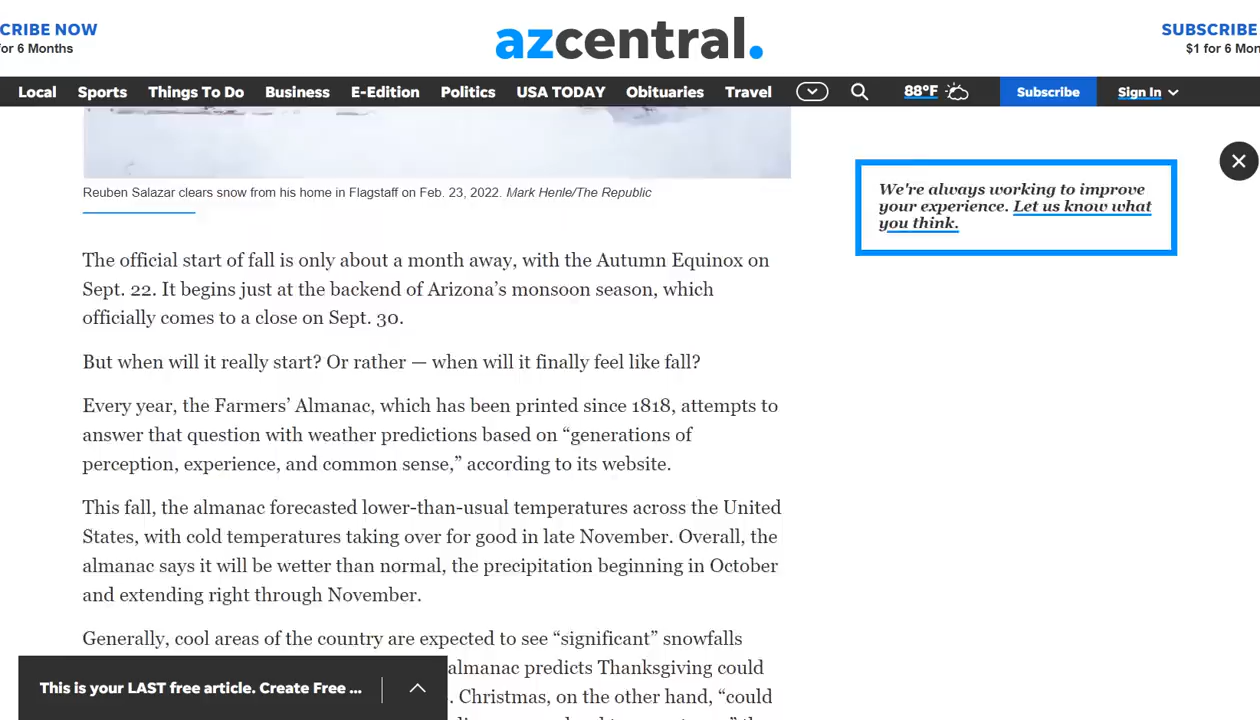 CRIBE NOW
for 6 Months
azcentral.
SUBSCRIBE
$1 for 6 Mon
Local Sports Things To Do Business E-Edition Politics USA TODAY Obituaries Travel 88°F Subscribe Sign In
Reuben Salazar clears snow from his home in Flagstaff on Feb. 23, 2022. Mark Henle/The Republic
We're always working to improve
your experience. Let us know what
you think.
The official start of fall is only about a month away, with the Autumn Equinox on
Sept. 22. It begins just at the backend of Arizona’s monsoon season, which
officially comes to a close on Sept. 30.
But when will it really start? Or rather — when will it finally feel like fall?
Every year, the Farmers’ Almanac, which has been printed since 1818, attempts to
answer that question with weather predictions based on “generations of
perception, experience, and common sense,” according to its website.
This fall, the almanac forecasted lower-than-usual temperatures across the United
States, with cold temperatures taking over for good in late November. Overall, the
almanac says it will be wetter than normal, the precipitation beginning in October
and extending right through November.
Generally, cool areas of the country are expected to see “significant” snowfalls
almanac predicts Thanksgiving could
. Christmas, on the other hand, “could
This is your LAST free article. Create Free ...